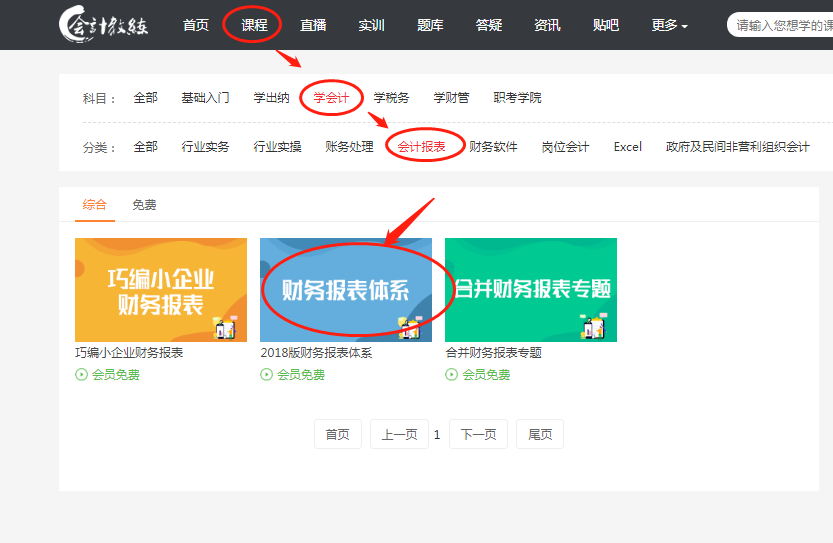 会计教练 首页 课程 直播 实训 题库 答疑 资讯 贴吧 更多 请输入您想学的课
科目： 全部 基础入门 学出纳 学会计 学税务 学财管 职考学院
分类： 全部 行业实务 行业实操 账务处理 会计报表 财务软件 岗位会计 Excel 政府及民间非营利组织会计
综合 免费
巧编小企业
财务报表
财务报表体系
合并财务报表专题
巧编小企业财务报表 2018版财务报表体系 合并财务报表专题
会员免费 会员免费 会员免费
首页 上一页 1 下一页 尾页